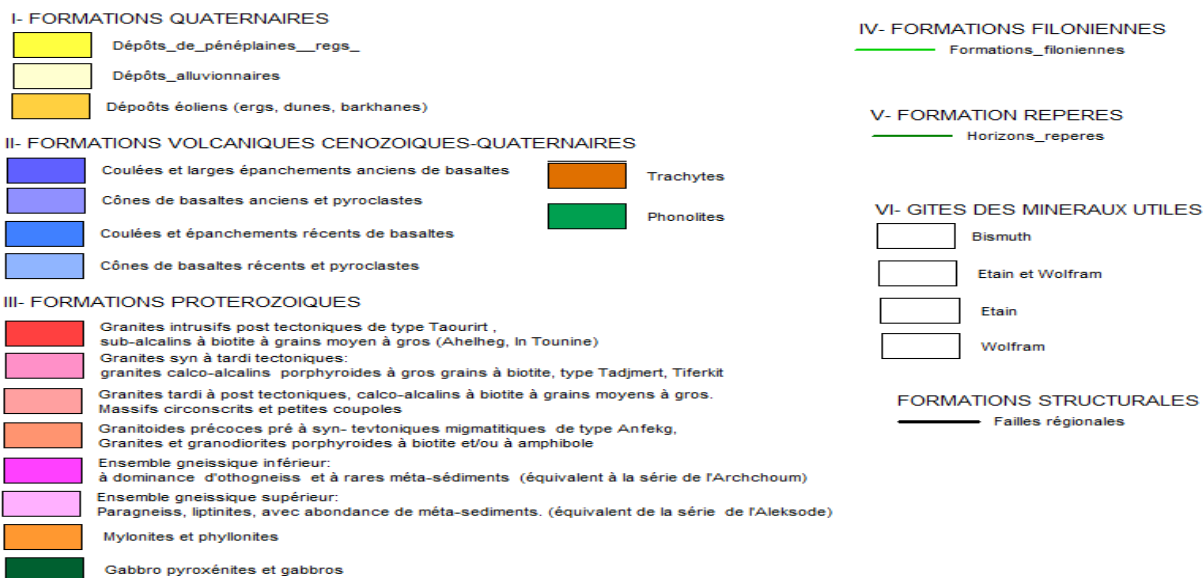 I- FORMATIONS QUATERNAIRES
Dépôts_de_pénéplaines__regs_
Dépôts_alluvionnaires
Dépoôts éoliens (ergs, dunes, barkhanes)
II- FORMATIONS VOLCANIQUES CENOZOIQUES-QUATERNAIRES
Coulées et larges épanchements anciens de basaltes
Cônes de basaltes anciens et pyroclastes
Coulées et épanchements récents de basaltes
Cônes de basaltes récents et pyroclastes
Trachytes
Phonolites
III- FORMATIONS PROTEROZOIQUES
Granites intrusifs post tectoniques de type Taourirt ,
sub-alcalins à biotite à grains moyen à gros (Ahelheg, In Tounine)
Granites syn à tardi tectoniques:
granites calco-alcalins porphyroides à gros grains à biotite, type Tadjmert, Tiferkit
Granites tardi à post tectoniques, calco-alcalins à biotite à grains moyens à gros.
Massifs circonscrits et petites coupoles
Granitoides précoces pré à syn- tevtoniques migmatitiques de type Anfekg,
Granites et granodiorites porphyroides à biotite et/ou à amphibole
Ensemble gneissique inférieur:
à dominance d'othogneiss et à rares méta-sédiments (équivalent à la série de l'Archchoum)
Ensemble gneissique supérieur:
Paragneiss, liptinites, avec abondance de méta-sediments. (équivalent de la série de l'Aleksode)
Mylonites et phyllonites
Gabbro pyroxénites et gabbros
IV- FORMATIONS FILONIENNES
Formations_filoniennes
V- FORMATION REPERES
Horizons_reperes
VI- GITES DES MINERAUX UTILES
Bismuth
Etain et Wolfram
Etain
Wolfram
FORMATIONS STRUCTURALES
Failles régionales